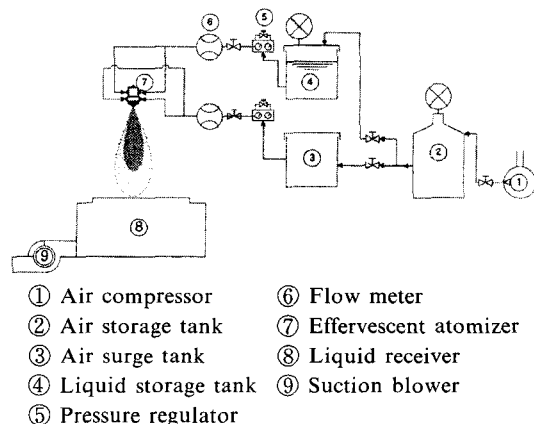 ⑤
⑥
⑦
④
②
③
①
⑧
⑨
① Air compressor ⑥ Flow meter
② Air storage tank ⑦ Effervescent atomizer
③ Air surge tank ⑧ Liquid receiver
④ Liquid storage tank ⑨ Suction blower
⑤ Pressure regulator